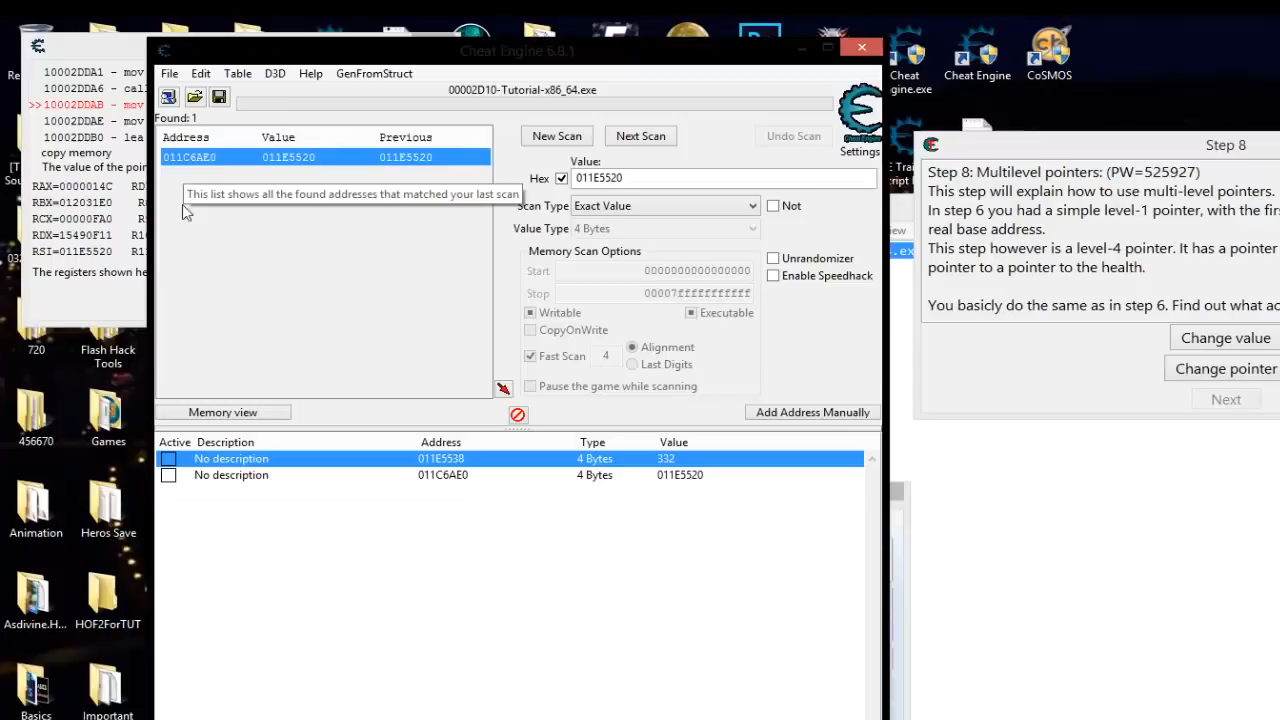 Cheat Engine 6.8.1
File Edit Table D3D Help GenFromStruct
00002D10-Tutorial-x86_64.exe
Found: 1
Address Value Previous
011C6AE0 011E5520 011E5520
This list shows all the found addresses that matched your last scan
New Scan Next Scan Undo Scan
Settings
Value:
Hex 011E5520
Scan Type Exact Value Not
Value Type 4 Bytes
Memory Scan Options
Start 0000000000000000
Stop 00007fffffffffff
Writable Executable
CopyOnWrite
Fast Scan 4 Alignment
Last Digits
Pause the game while scanning
Unrandomizer
Enable Speedhack
Memory view Add Address Manually
Active Description Address Type Value
No description 011E5538 4 Bytes 332
No description 011C6AE0 4 Bytes 011E5520
10002DDA1 - mov
10002DDA6 - cal
>>10002DDAB - mov
10002DDAE - mov
10002DDB0 - lea
copy memory
The value of the poin
RAX=0000014C RD
RBX=012031E0 R
RCX=00000FA0 R
RDX=15490F11 R1
RSI=011E5520 R1
The registers shown he
Step 8
Step 8: Multilevel pointers: (PW=525927)
This step will explain how to use multi-level pointers.
In step 6 you had a simple level-1 pointer, with the firs
real base address.
This step however is a level-4 pointer. It has a pointer
pointer to a pointer to the health.
You basicly do the same as in step 6. Find out what ac
Change value
Change pointer
Next
Cheat
gine.exe
Cheat Engine
CoSMOS
720
Flash Hack
Tools
456670
Games
Animation
Heros Save
Asdivine.H...
HOF2ForTUT
Basics
Important